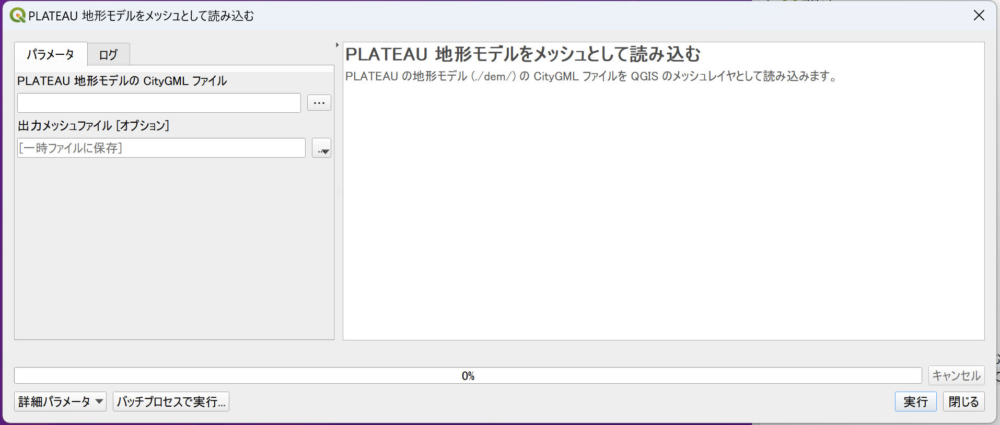 PLATEAU 地形モデルをメッシュとして読み込む
パラメータ
ログ
PLATEAU 地形モデルの CityGML ファイル
...
出力メッシュファイル [オプション]
[一時ファイルに保存]
...
PLATEAU 地形モデルをメッシュとして読み込む
PLATEAU の地形モデル (./dem/) の CityGML ファイルを QGIS のメッシュレイヤとして読み込みます。
0%
キャンセル
詳細パラメータ
バッチプロセスで実行...
実行
閉じる